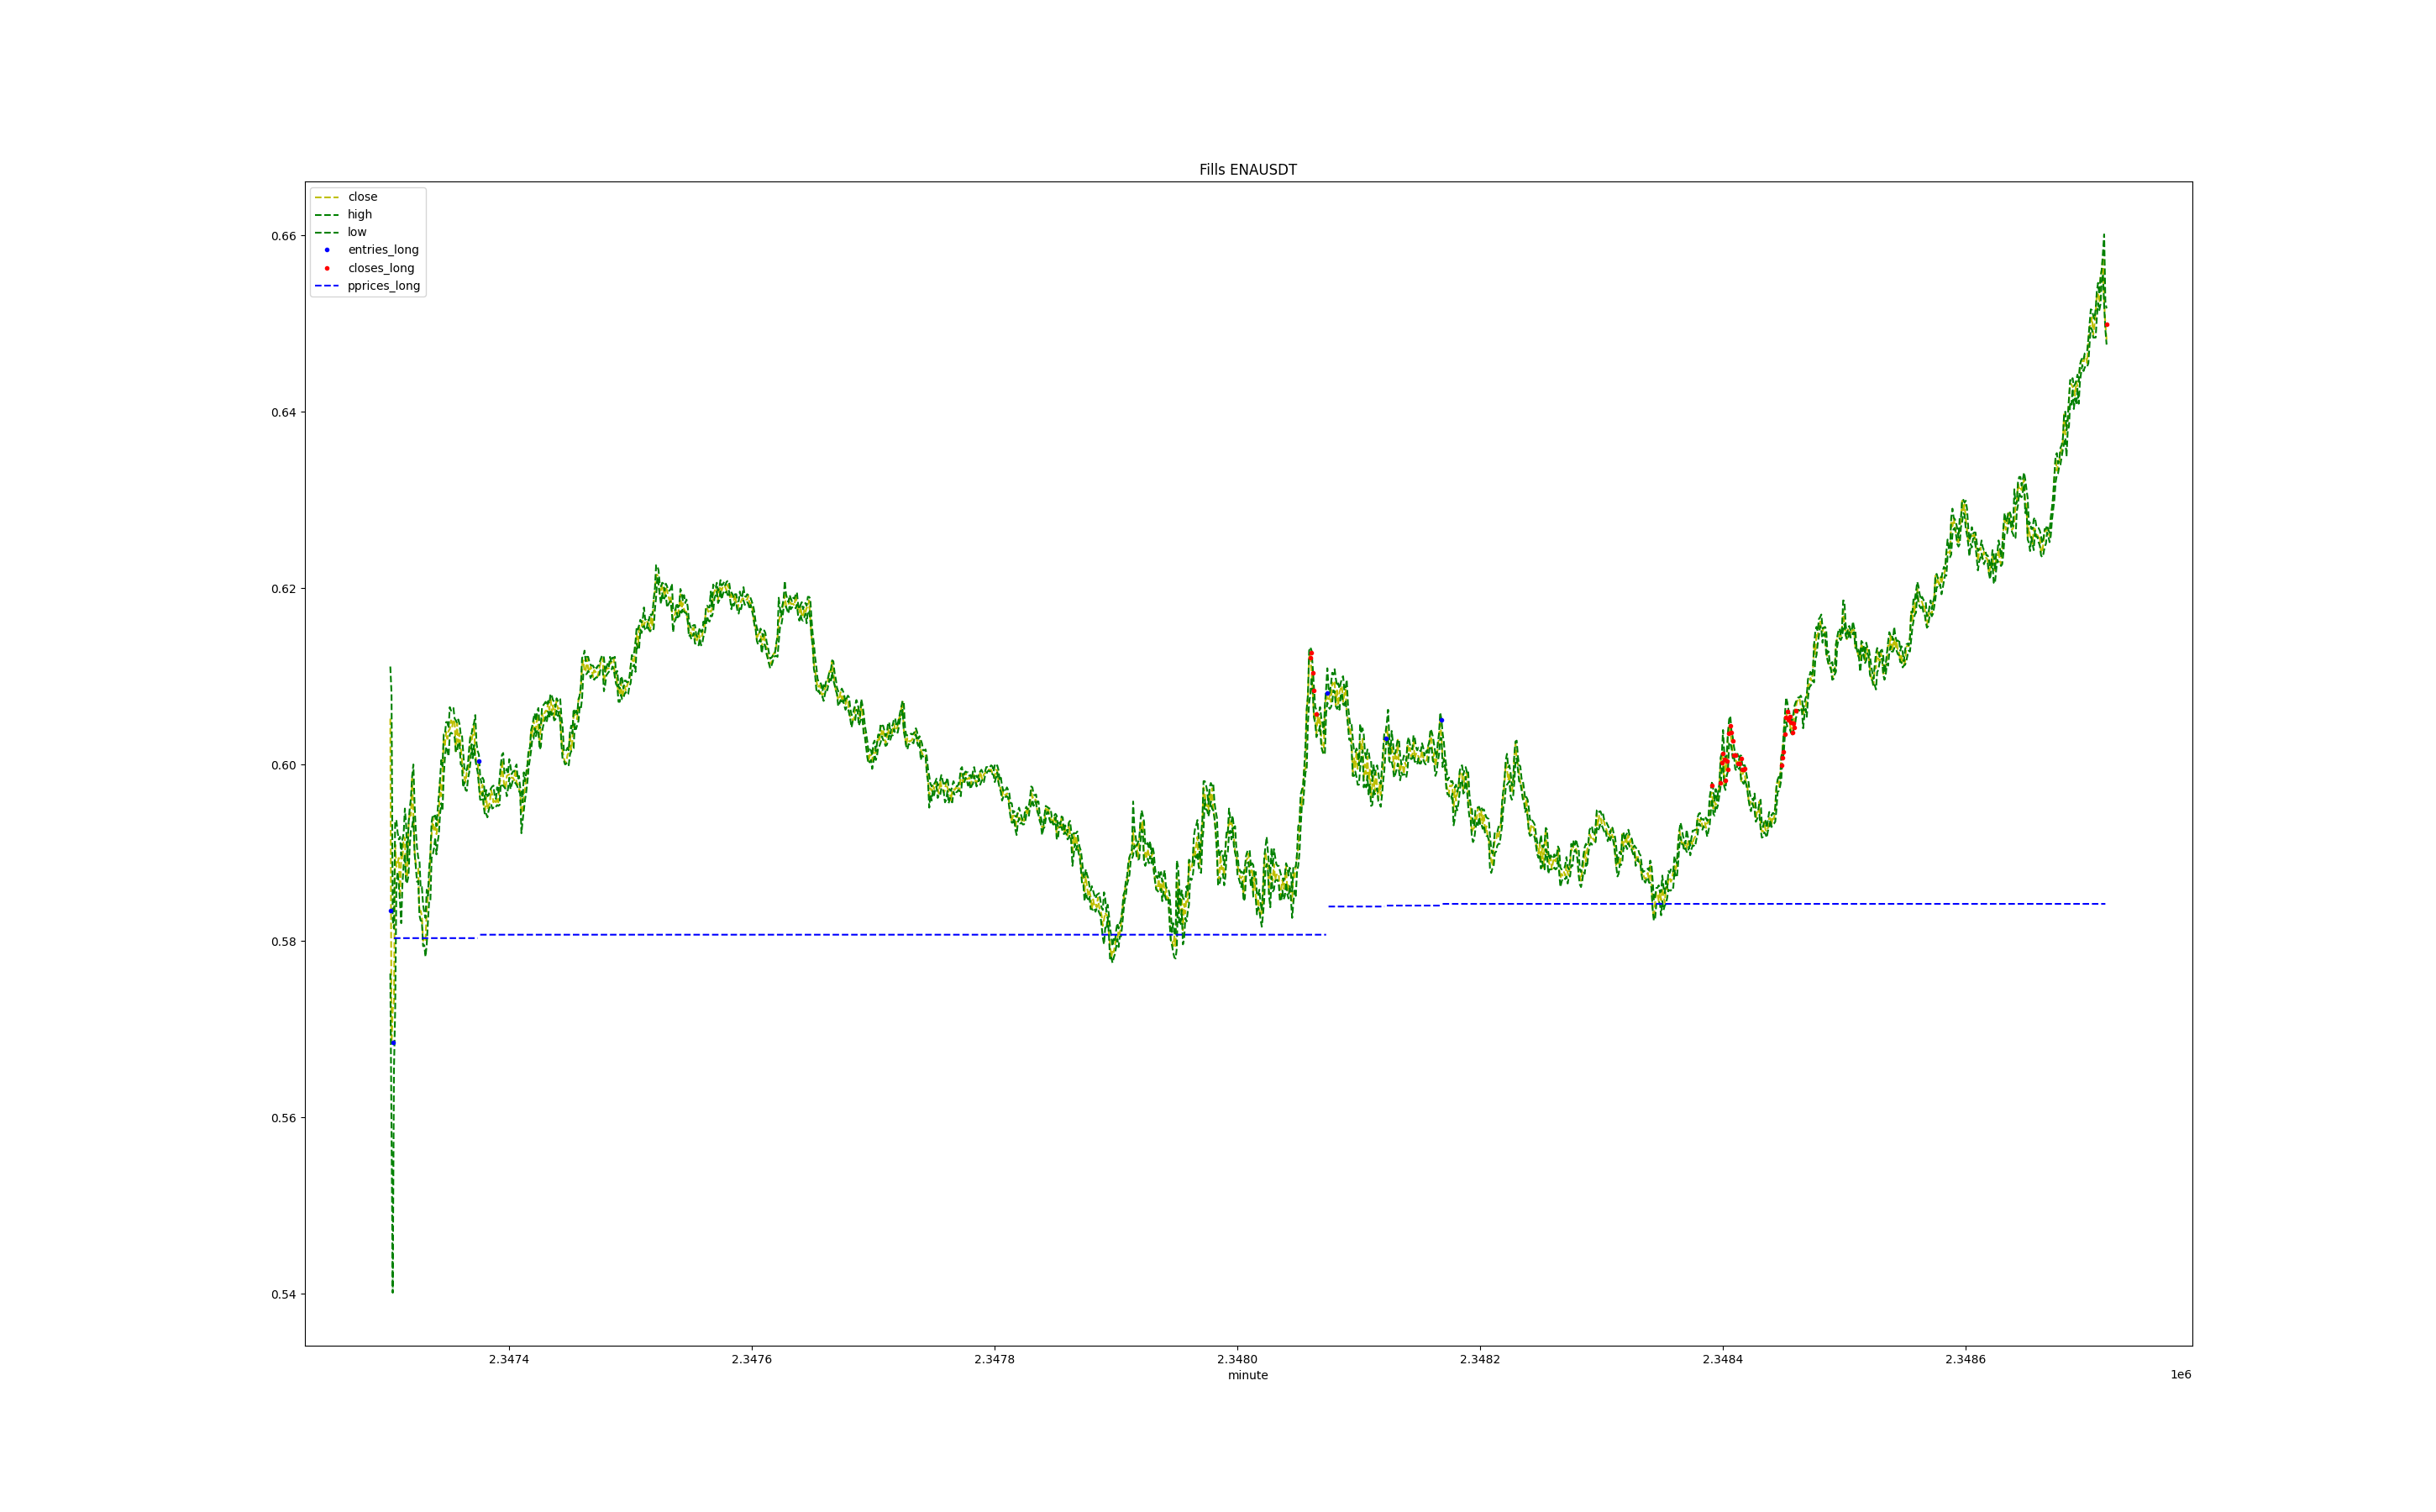 Fills ENAUSDT
close
high
low
entries_long
closes_long
pprices_long
0.66
0.64
0.62
0.60
0.58
0.56
0.54
2.3474 2.3476 2.3478 2.3480 2.3482 2.3484 2.3486
minute
1e6